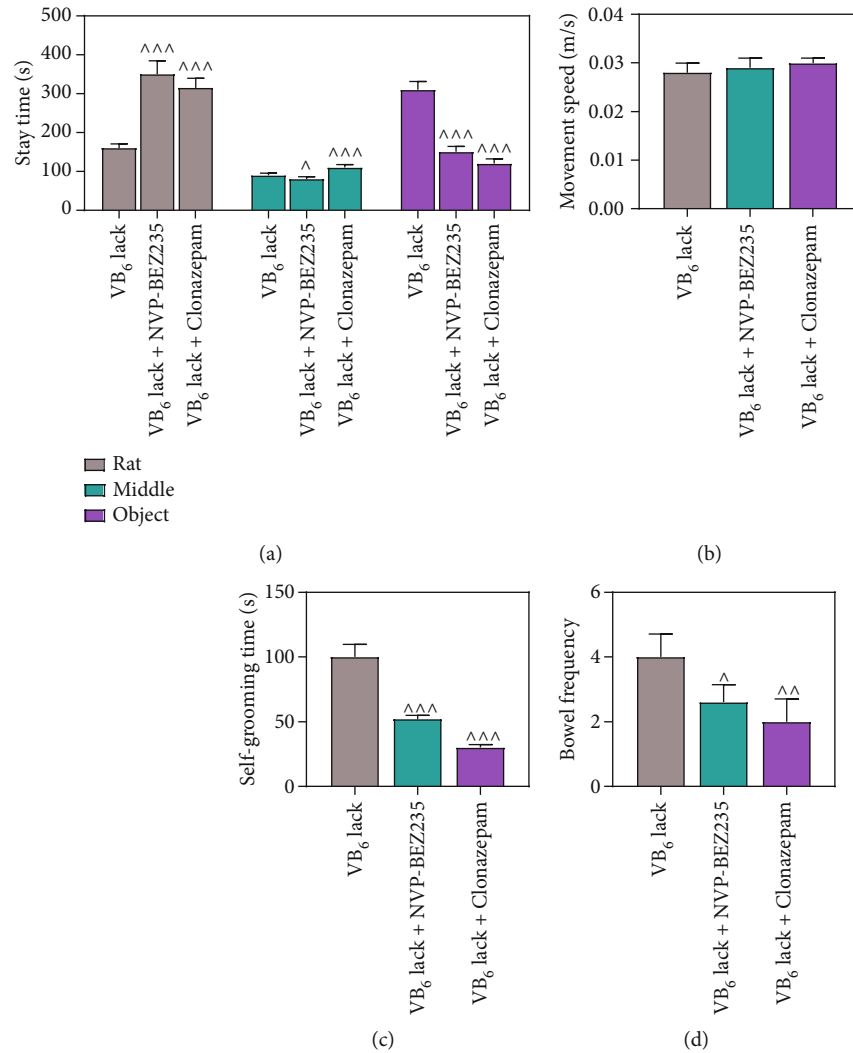 500
400
300
200
100
0
Stay time (s)
^^^
^^^
^
^^^
^^^
^^^
VB6 lack
VB6 lack + NVP-BEZ235
VB6 lack + Clonazepam
VB6 lack
VB6 lack + NVP-BEZ235
VB6 lack + Clonazepam
VB6 lack
VB6 lack + NVP-BEZ235
VB6 lack + Clonazepam
Rat
Middle
Object
(a)
0.04
0.03
0.02
0.01
0.00
Movement speed (m/s)
VB6 lack
VB6 lack + NVP-BEZ235
VB6 lack + Clonazepam
(b)
150
100
50
0
Self-grooming time (s)
^^^
^^^
VB6 lack
VB6 lack + NVP-BEZ235
VB6 lack + Clonazepam
(c)
6
4
2
0
Bowel frequency
^
^^
VB6 lack
VB6 lack + NVP-BEZ235
VB6 lack + Clonazepam
(d)